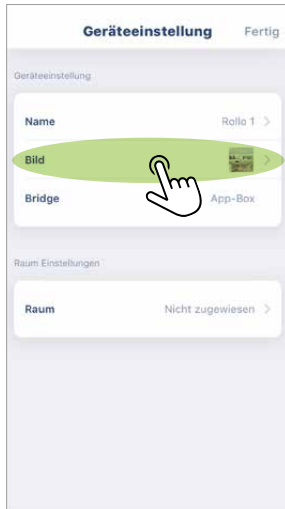 Geräteeinstellung Fertig
Geräteeinstellung
Name Rollo 1
Bild
Bridge App-Box
Raum Einstellungen
Raum Nicht zugewiesen